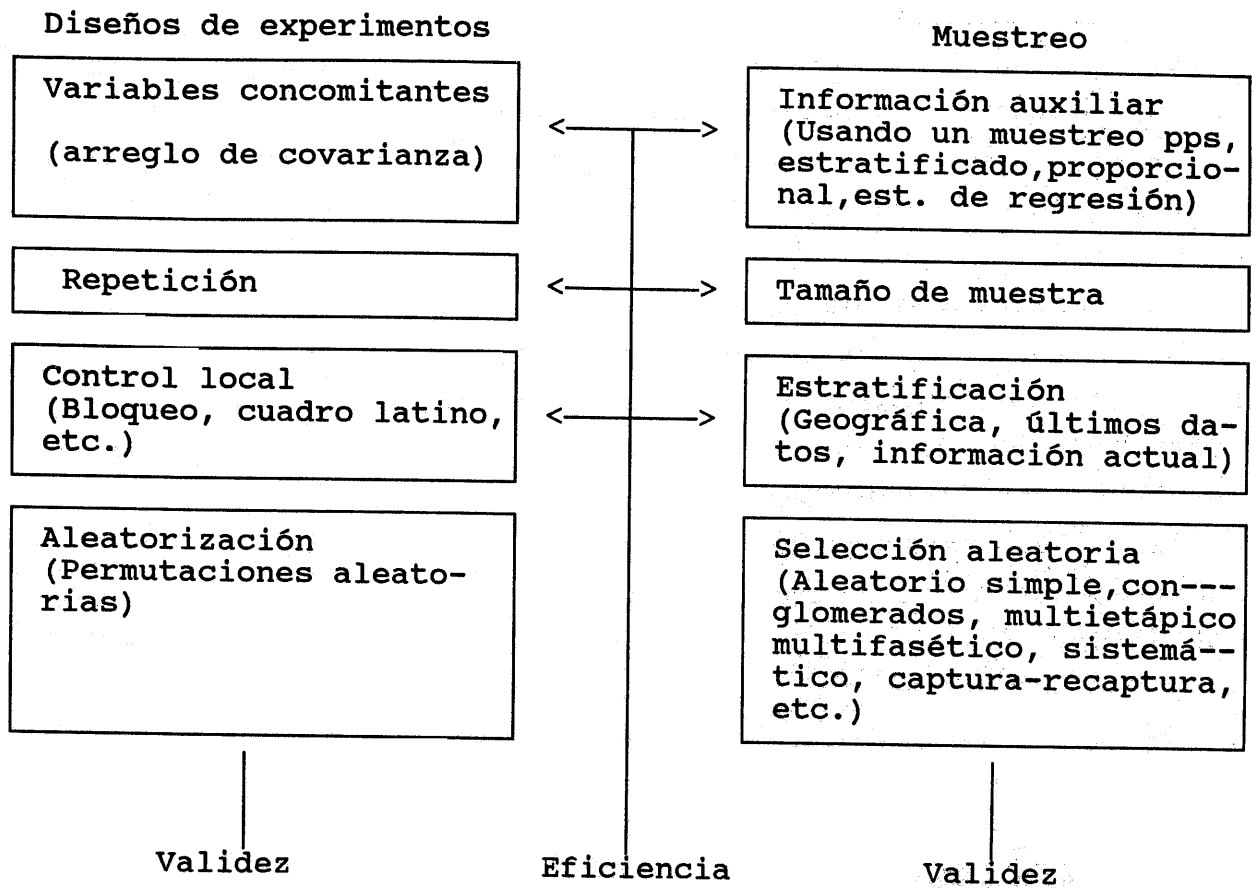 Diseños de experimentos
Variables concomitantes
(arreglo de covarianza)
Repetición
Control local
(Bloqueo, cuadro latino,
etc.)
Aleatorización
(Permutaciones aleato-
rias)
Validez
Eficiencia
Muestreo
Información auxiliar
(Usando un muestreo pps,
estratificado,proporcio-
nal,est. de regresión)
Tamaño de muestra
Estratificación
(Geográfica, últimos da-
tos, información actual)
Selección aleatoria
(Aleatorio simple,con---
glomerados, multietápico
multifasético, sistemá--
tico, captura-recaptura,
etc.)
Validez